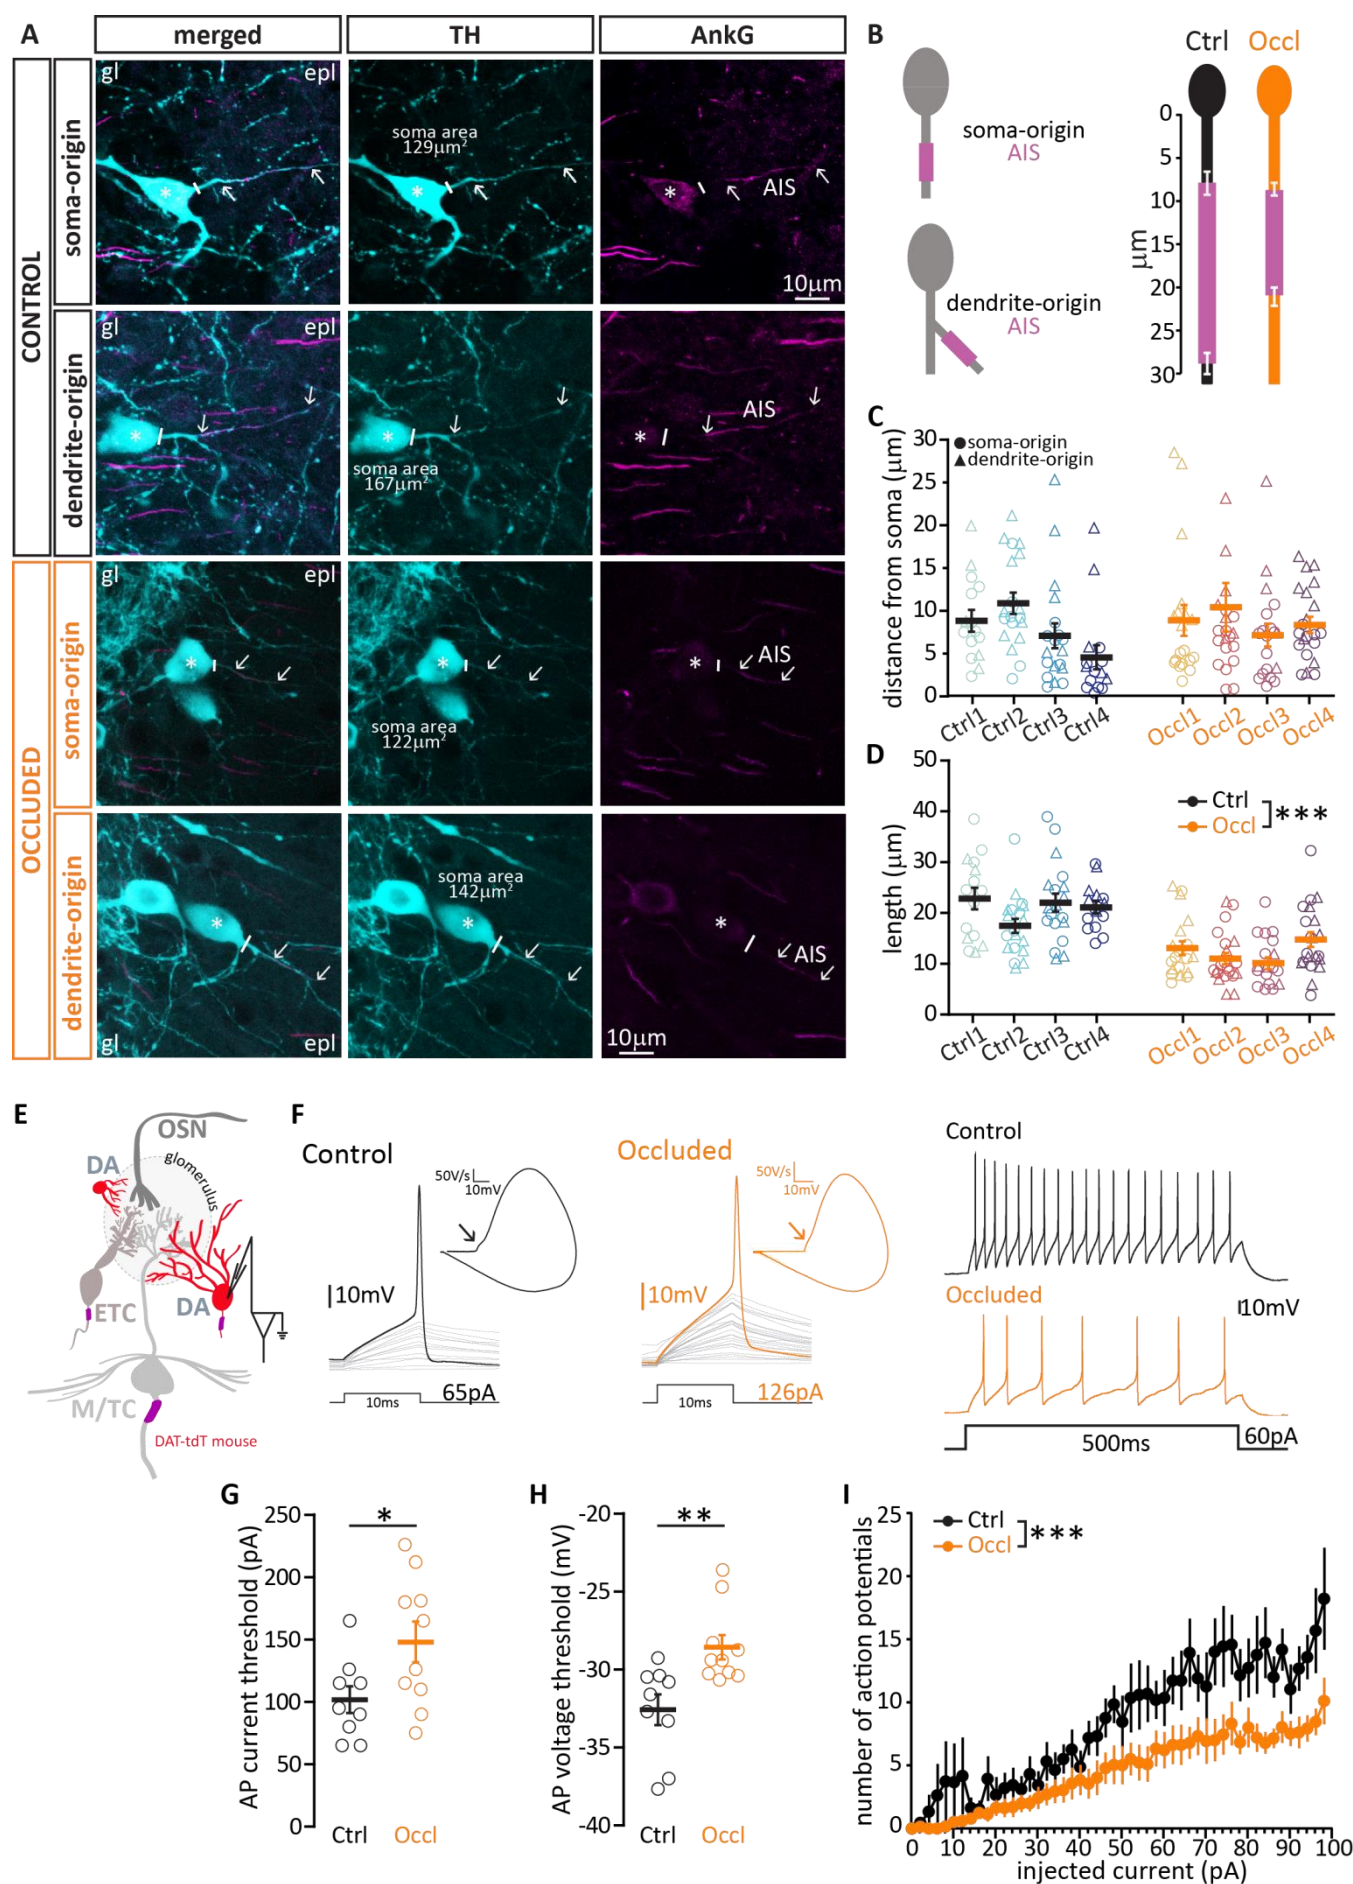 A
merged
TH
AnkG
CONTROL
soma-origin
gl
epl
soma area
129μm²
AIS
10μm
dendrite-origin
gl
epl
soma area
167μm²
AIS
OCCLUDED
soma-origin
gl
epl
soma area
122μm²
AIS
dendrite-origin
gl
epl
soma area
142μm²
AIS
10μm
B
soma-origin
AIS
dendrite-origin
AIS
Ctrl
Occl
μm
0
5
10
15
20
25
30
C
distance from soma (μm)
soma-origin
dendrite-origin
30
25
20
15
10
5
0
Ctrl1
Ctrl2
Ctrl3
Ctrl4
Occl1
Occl2
Occl3
Occl4
D
length (μm)
50
40
30
20
10
0
Ctrl
Occl
***
Ctrl1
Ctrl2
Ctrl3
Ctrl4
Occl1
Occl2
Occl3
Occl4
E
OSN
DA
glomerulus
ETC
DA
M/TC
DAT-tdT mouse
F
Control
50V/s
10mV
10mV
10ms
65pA
Occluded
50V/s
10mV
10mV
10ms
126pA
Control
10mV
Occluded
500ms
60pA
G
AP current threshold (pA)
250
200
150
100
50
0
*
Ctrl
Occl
H
AP voltage threshold (mV)
-20
-25
-30
-35
-40
**
Ctrl
Occl
I
number of action potentials
25
20
15
10
5
0
Ctrl
Occl
***
0 10 20 30 40 50 60 70 80 90 100
injected current (pA)